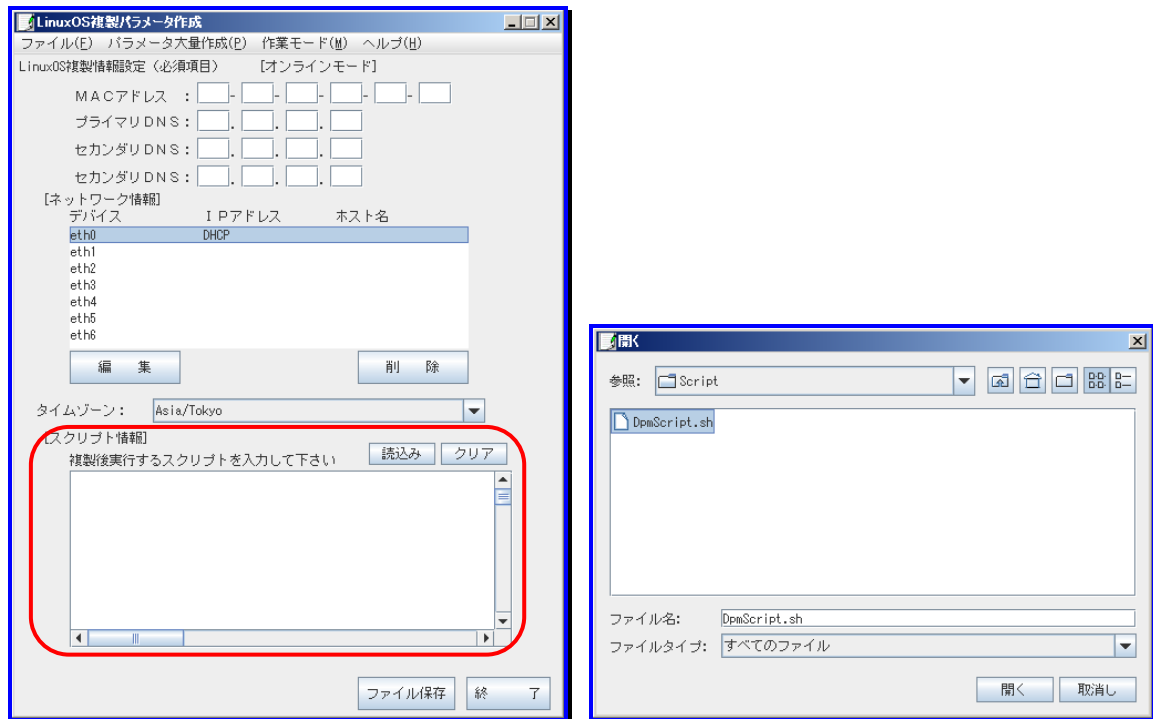 LinuxOS複製パラメータ作成
ファイル(F) パラメータ大量作成(P) 作業モード(M) ヘルプ(H)
LinuxOS複製情報設定（必須項目） [オンラインモード]
ＭＡＣアドレス : - - - - -
プライマリＤＮＳ: . . .
セカンダリＤＮＳ: . . .
セカンダリＤＮＳ: . . .
[ネットワーク情報]
デバイス ＩＰアドレス ホスト名
eth0 DHCP
eth1
eth2
eth3
eth4
eth5
eth6
編 集 削 除
タイムゾーン: Asia/Tokyo
[スクリプト情報]
複製後実行するスクリプトを入力して下さい 読込み クリア
ファイル保存 終 了
開く
参照: Script
DpmScript.sh
ファイル名: DpmScript.sh
ファイルタイプ: すべてのファイル
開く 取消し